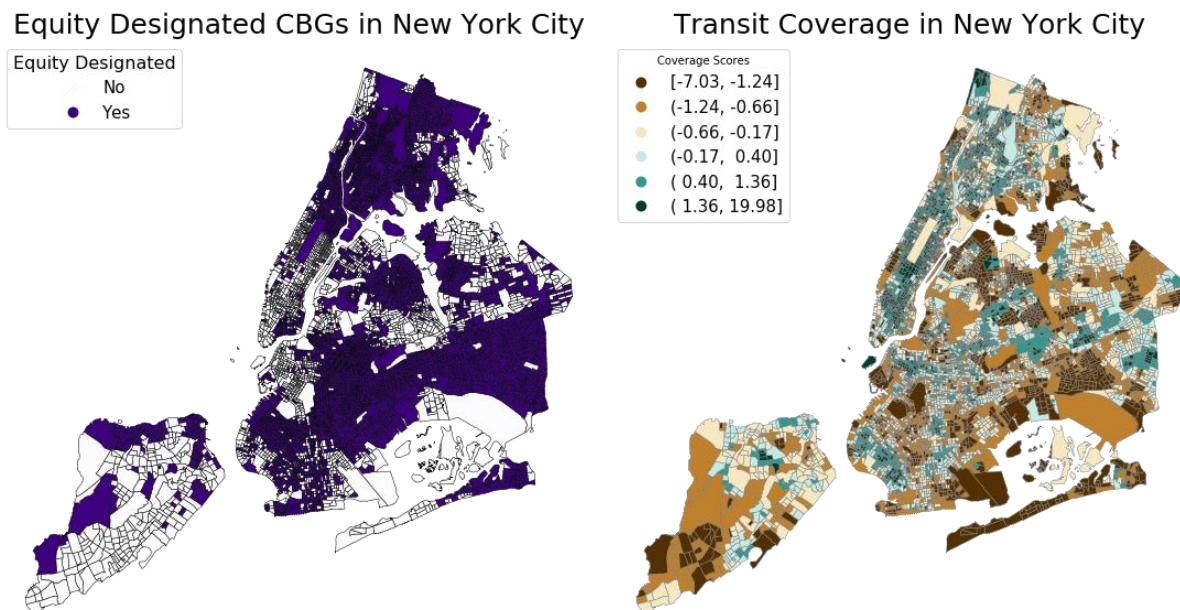 Equity Designated CBGs in New York City
Equity Designated
No
Yes
Transit Coverage in New York City
Coverage Scores
[-7.03, -1.24]
(-1.24, -0.66]
(-0.66, -0.17]
(-0.17,  0.40]
( 0.40,  1.36]
( 1.36, 19.98]